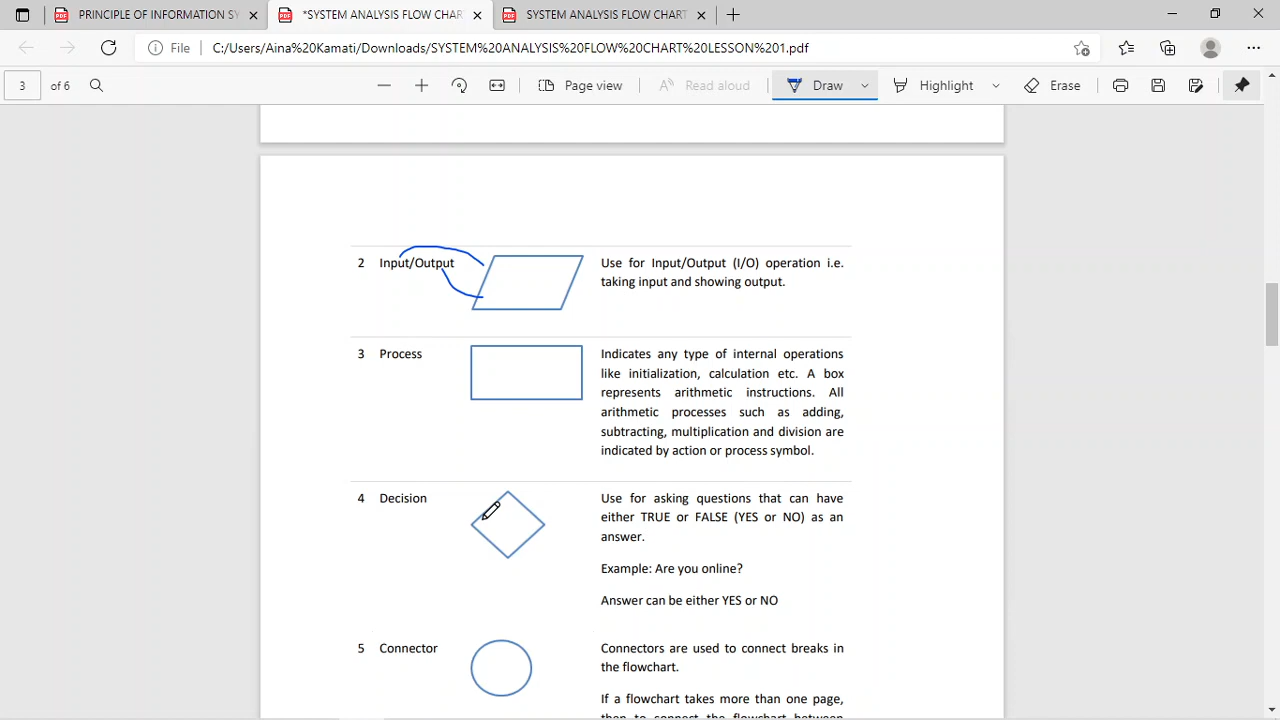 PRINCIPLE OF INFORMATION SY
*SYSTEM ANALYSIS FLOW CHAR
SYSTEM ANALYSIS FLOW CHART
File
C:/Users/Aina%20Kamati/Downloads/SYSTEM%20ANALYSIS%20FLOW%20CHART%20LESSON%201.pdf
3 of 6
Page view
Read aloud
Draw
Highlight
Erase
2 Input/Output
Use for Input/Output (I/O) operation i.e.
taking input and showing output.
3 Process
Indicates any type of internal operations
like initialization, calculation etc. A box
represents arithmetic instructions. All
arithmetic processes such as adding,
subtracting, multiplication and division are
indicated by action or process symbol.
4 Decision
Use for asking questions that can have
either TRUE or FALSE (YES or NO) as an
answer.
Example: Are you online?
Answer can be either YES or NO
5 Connector
Connectors are used to connect breaks in
the flowchart.
If a flowchart takes more than one page,
then to connect the flowchart between